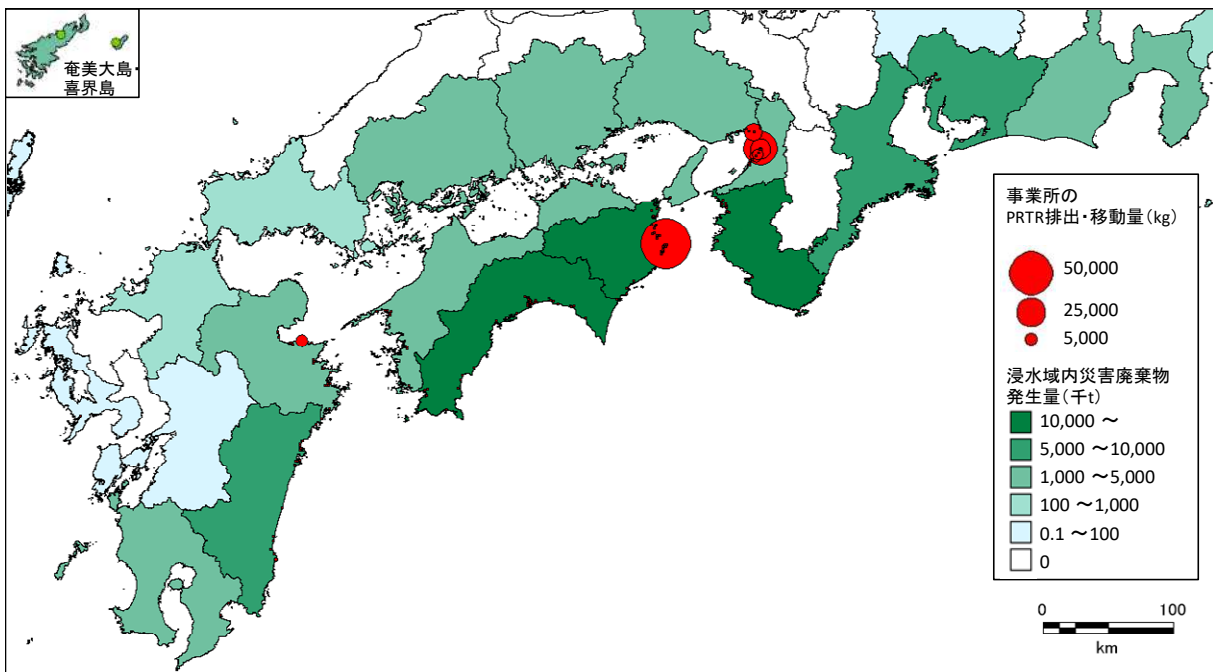 奄美大島・
喜界島
事業所の
PRTR排出・移動量(kg)
50,000
25,000
5,000
浸水域内災害廃棄物
発生量(千t)
10,000 ~
5,000 ~10,000
1,000 ~5,000
100 ~1,000
0.1 ~100
0
0 100
km